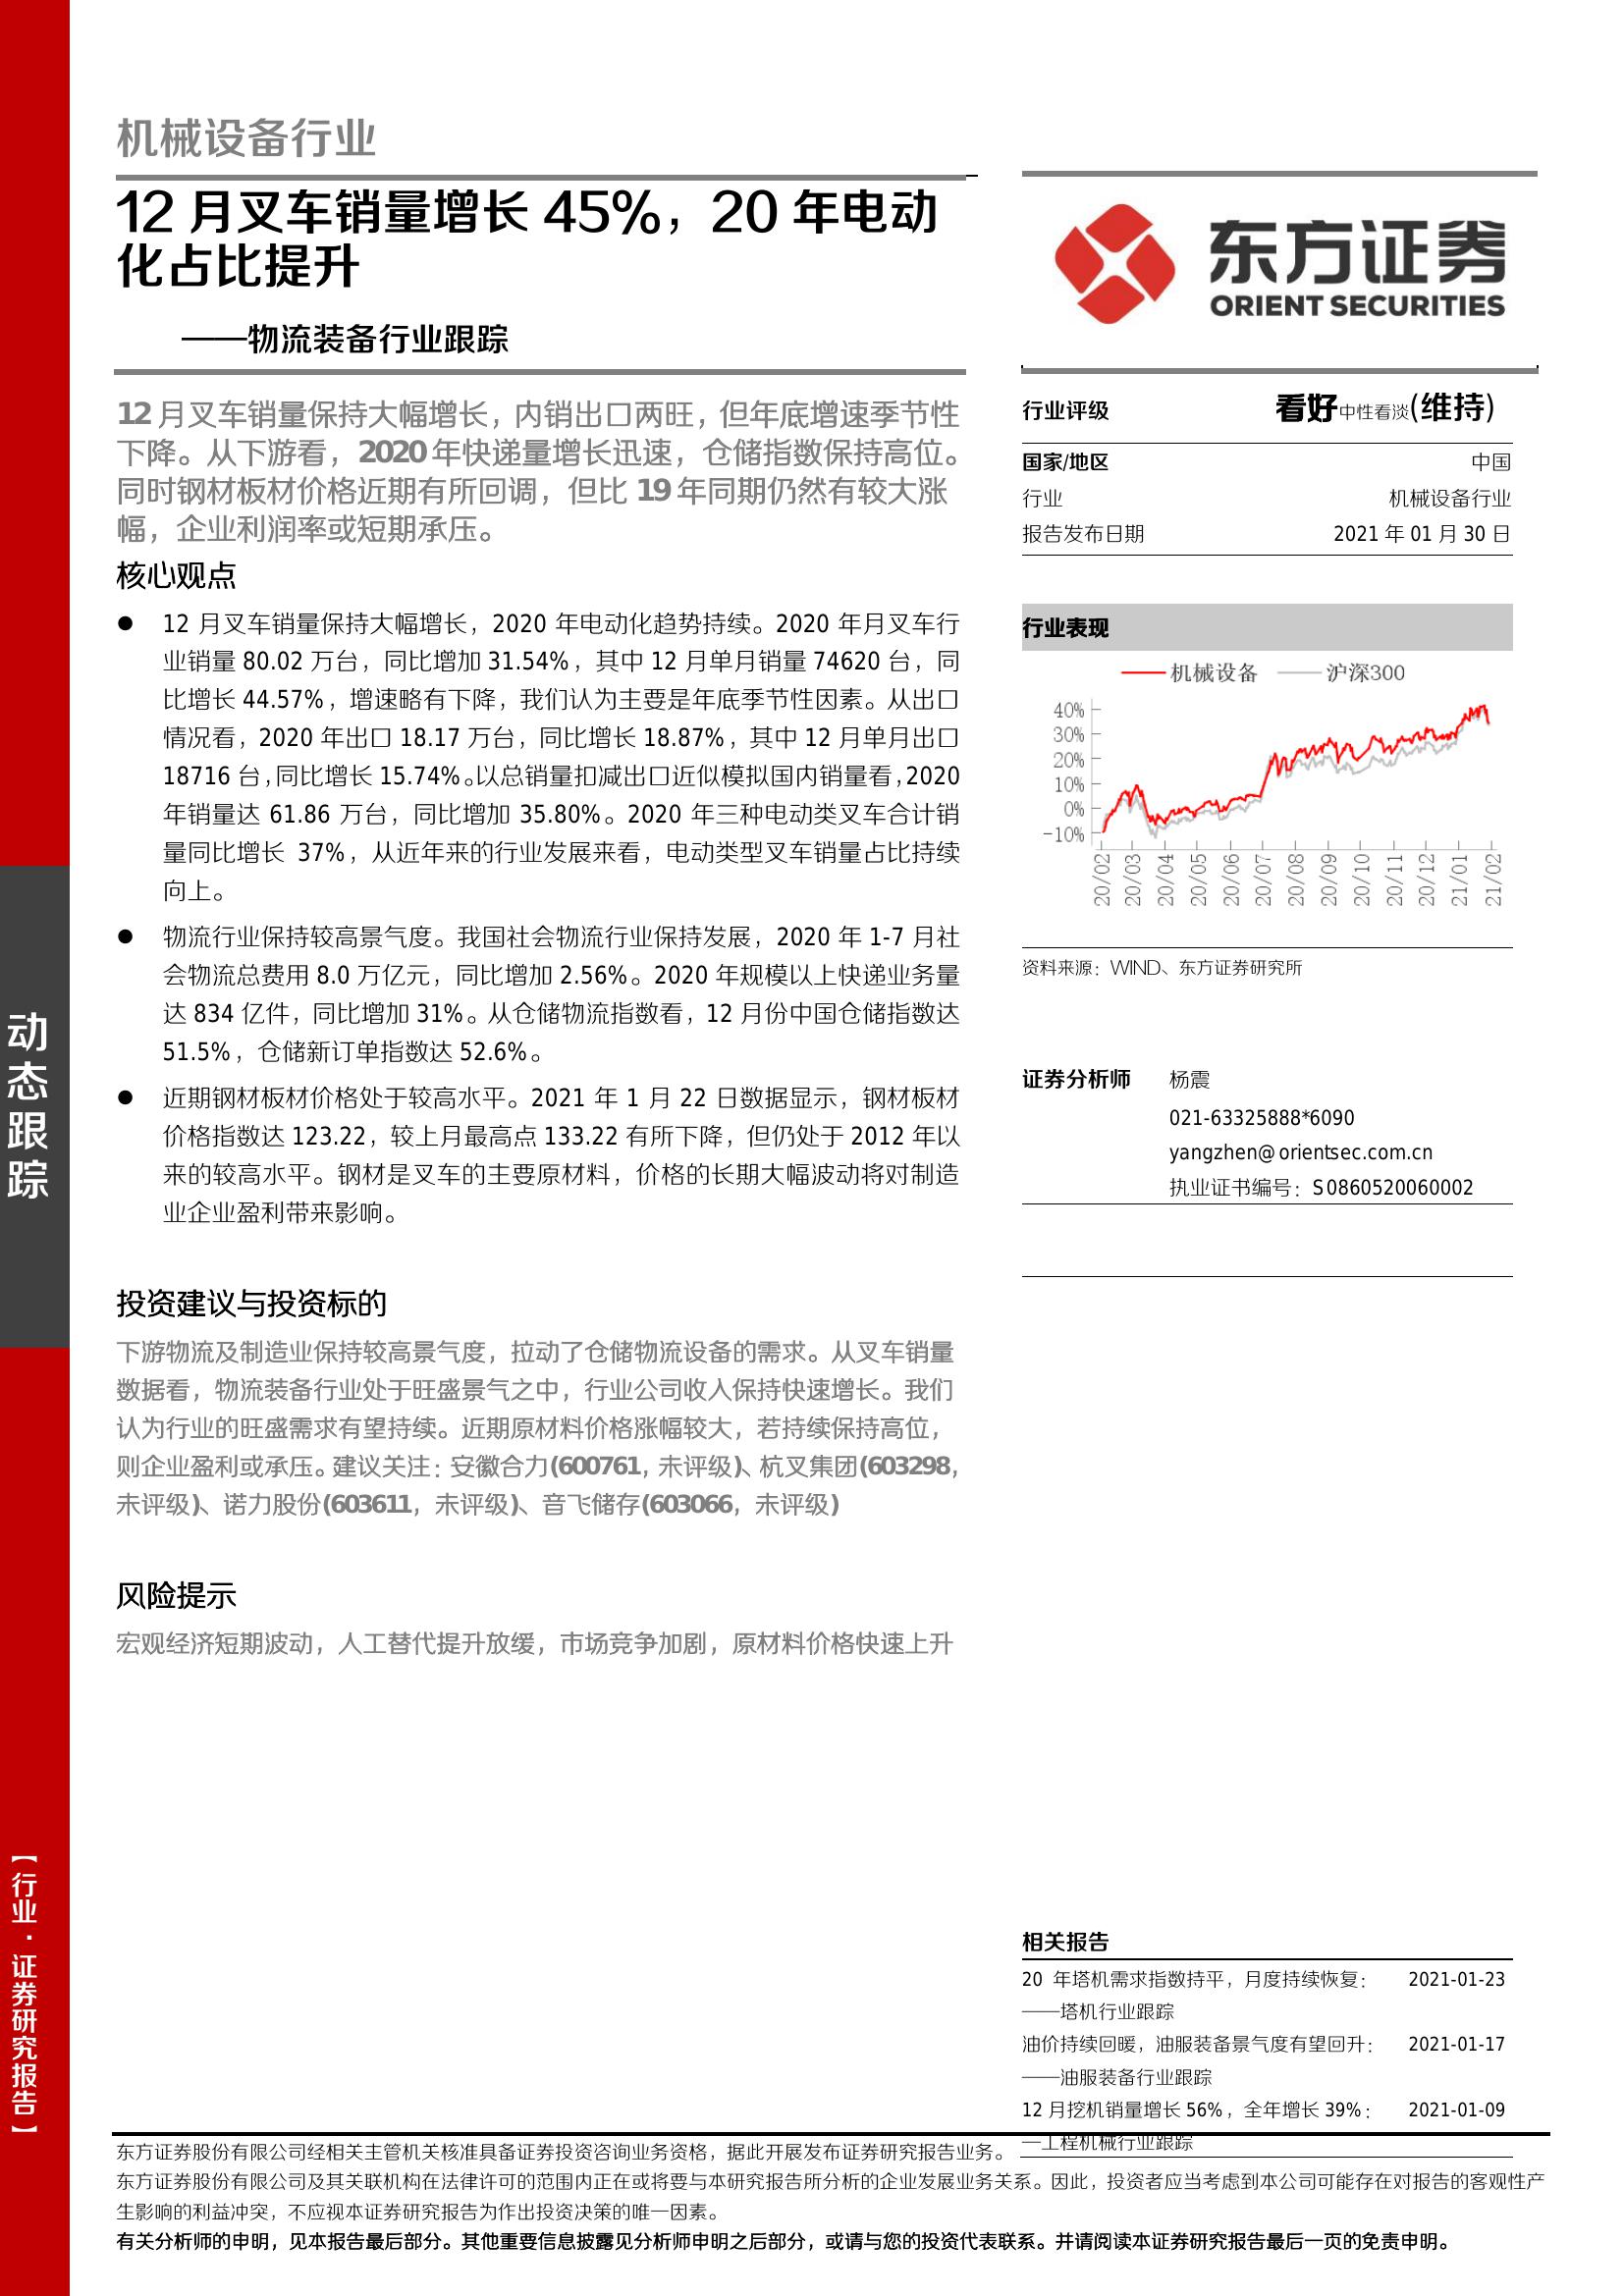 机械设备行业
12 月叉车销量增长 45%，20 年电动
化占比提升
——物流装备行业跟踪
12 月叉车销量保持大幅增长，内销出口两旺，但年底增速季节性
下降。从下游看，2020 年快递量增长迅速，仓储指数保持高位。
同时钢材板材价格近期有所回调，但比 19 年同期仍然有较大涨
幅，企业利润率或短期承压。
核心观点
● 12 月叉车销量保持大幅增长，2020 年电动化趋势持续。2020 年月叉车行
业销量 80.02 万台，同比增加 31.54%，其中 12 月单月销量 74620 台，同
比增长 44.57%，增速略有下降，我们认为主要是年底季节性因素。从出口
情况看，2020 年出口 18.17 万台，同比增长 18.87%，其中 12 月单月出口
18716 台，同比增长 15.74%。以总销量扣减出口近似模拟国内销量看，2020
年销量达 61.86 万台，同比增加 35.80%。2020 年三种电动类叉车合计销
量同比增长 37%，从近年来的行业发展来看，电动类型叉车销量占比持续
向上。
● 物流行业保持较高景气度。我国社会物流行业保持发展，2020 年 1-7 月社
会物流总费用 8.0 万亿元，同比增加 2.56%。2020 年规模以上快递业务量
达 834 亿件，同比增加 31%。从仓储物流指数看，12 月份中国仓储指数达
51.5%，仓储新订单指数达 52.6%。
● 近期钢材板材价格处于较高水平。2021 年 1 月 22 日数据显示，钢材板材
价格指数达 123.22，较上月最高点 133.22 有所下降，但仍处于 2012 年以
来的较高水平。钢材是叉车的主要原材料，价格的长期大幅波动将对制造
业企业盈利带来影响。
投资建议与投资标的
下游物流及制造业保持较高景气度，拉动了仓储物流设备的需求。从叉车销量
数据看，物流装备行业处于旺盛景气之中，行业公司收入保持快速增长。我们
认为行业的旺盛需求有望持续。近期原材料价格涨幅较大，若持续保持高位，
则企业盈利或承压。建议关注：安徽合力(600761，未评级)、杭叉集团(603298，
未评级)、诺力股份(603611，未评级)、音飞储存(603066，未评级)
风险提示
宏观经济短期波动，人工替代提升放缓，市场竞争加剧，原材料价格快速上升
东方证券
ORIENT SECURITIES
行业评级 看好中性看淡(维持)
国家/地区 中国
行业 机械设备行业
报告发布日期 2021 年 01 月 30 日
行业表现
机械设备 沪深300
40%
30%
20%
10%
0%
-10%
20/02 20/03 20/04 20/05 20/06 20/07 20/08 20/09 20/10 20/11 20/12 21/01 21/02
资料来源：WIND、东方证券研究所
证券分析师 杨震
021-63325888*6090
yangzhen@orientsec.com.cn
执业证书编号：S0860520060002
相关报告
20 年塔机需求指数持平，月度持续恢复： 2021-01-23
——塔机行业跟踪
油价持续回暖，油服装备景气度有望回升： 2021-01-17
——油服装备行业跟踪
12 月挖机销量增长 56%，全年增长 39%： 2021-01-09
—工程机械行业跟踪
动态跟踪
【行业·证券研究报告】
东方证券股份有限公司经相关主管机关核准具备证券投资咨询业务资格，据此开展发布证券研究报告业务。
东方证券股份有限公司及其关联机构在法律许可的范围内正在或将要与本研究报告所分析的企业发展业务关系。因此，投资者应当考虑到本公司可能存在对报告的客观性产
生影响的利益冲突，不应视本证券研究报告为作出投资决策的唯一因素。
有关分析师的申明，见本报告最后部分。其他重要信息披露见分析师申明之后部分，或请与您的投资代表联系。并请阅读本证券研究报告最后一页的免责申明。